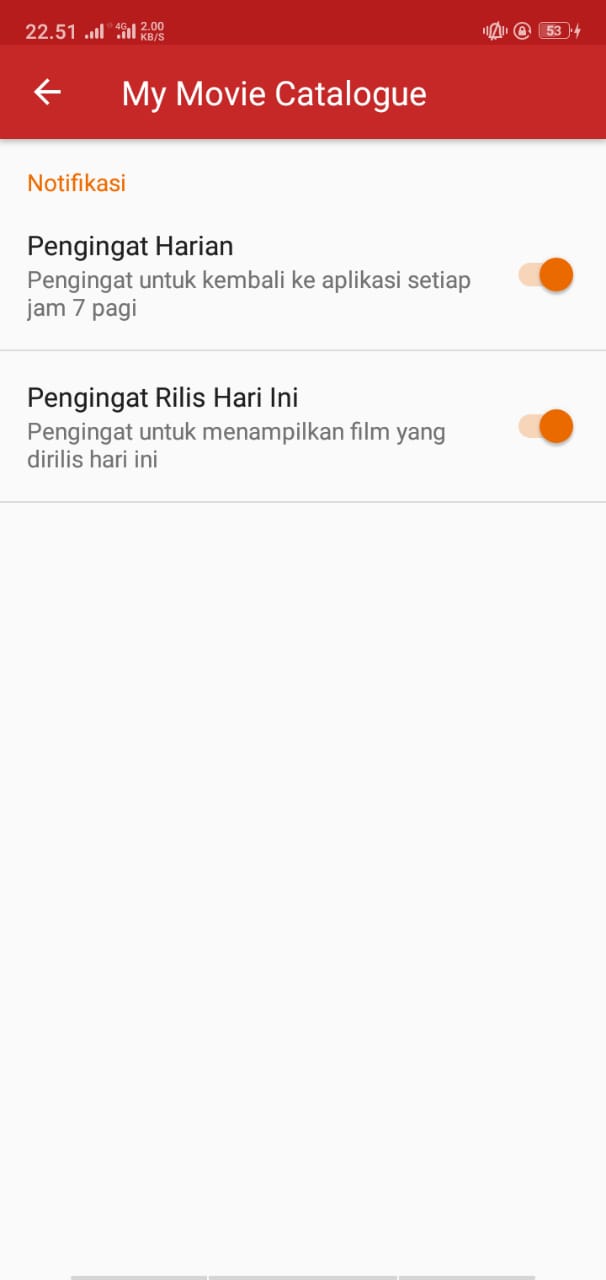 22.51 4G 2.00 KB/S 53
My Movie Catalogue
Notifikasi
Pengingat Harian
Pengingat untuk kembali ke aplikasi setiap
jam 7 pagi
Pengingat Rilis Hari Ini
Pengingat untuk menampilkan film yang
dirilis hari ini